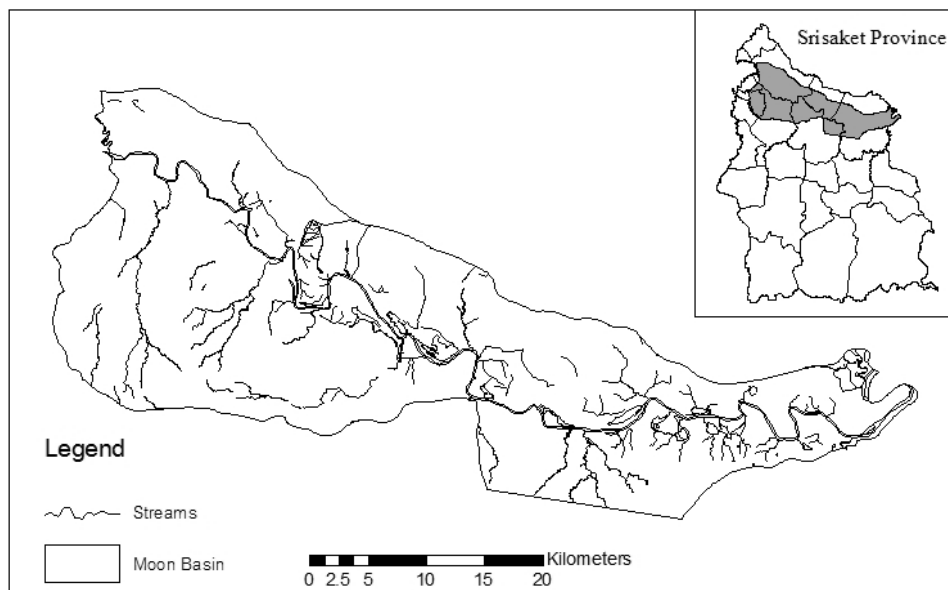 Srisaket Province
Legend
Streams
Moon Basin
Kilometers
0 2.5 5 10 15 20